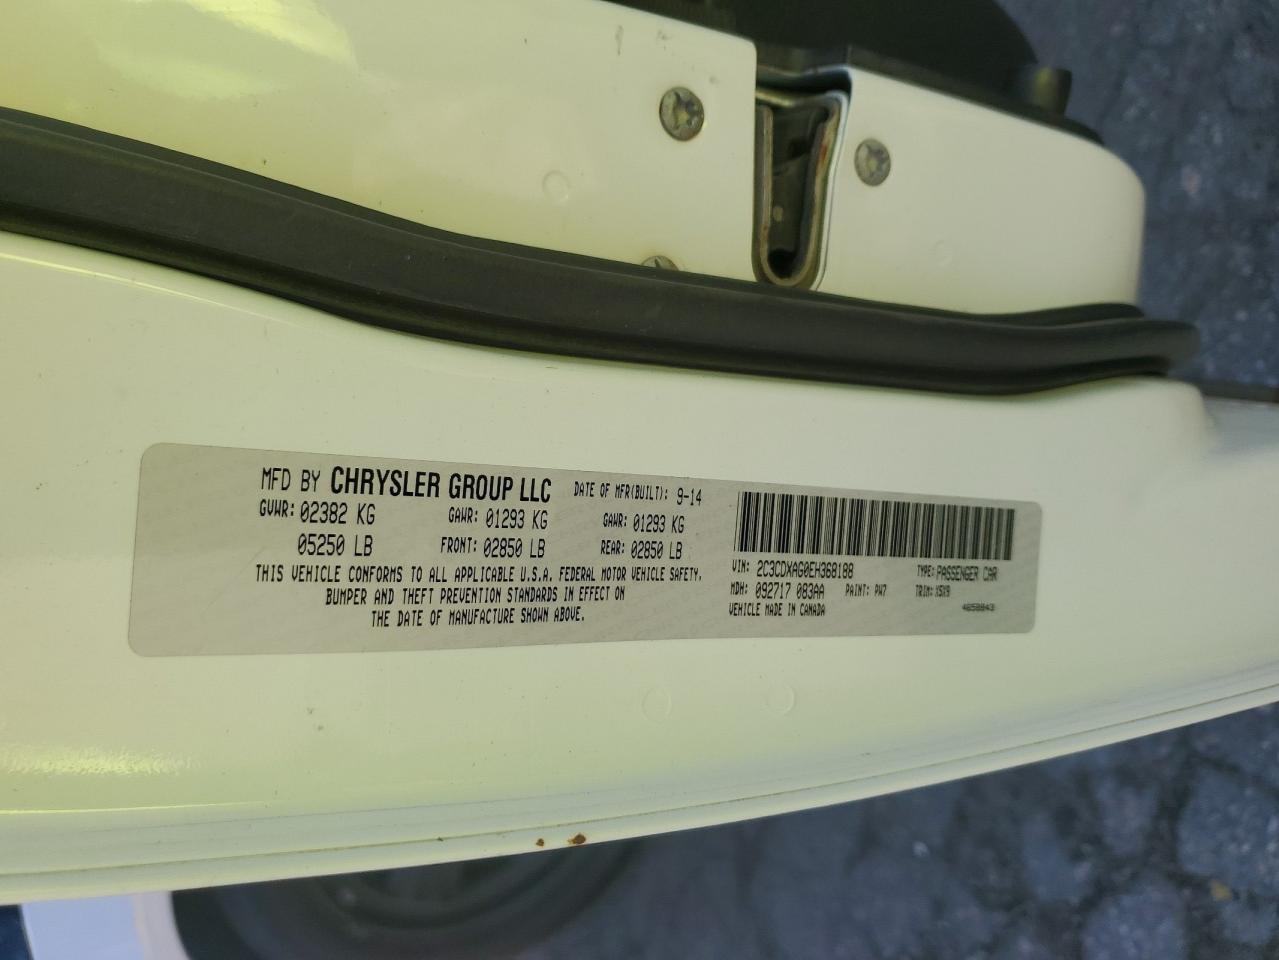 MFD BY CHRYSLER GROUP LLC DATE OF MFR(BUILT): 9-14
GVWR: 02382 KG GAWR: 01293 KG GAWR: 01293 KG
05250 LB FRONT: 02850 LB REAR: 02850 LB
THIS VEHICLE CONFORMS TO ALL APPLICABLE U.S.A. FEDERAL MOTOR VEHICLE SAFETY,
BUMPER AND THEFT PREVENTION STANDARDS IN EFFECT ON
THE DATE OF MANUFACTURE SHOWN ABOVE.
VIN: 2C3CDXAG0EH368188 TYPE: PASSENGER CAR
MDH: 092717 083AA PAINT: PW7 TRIM: X5X9
VEHICLE MADE IN CANADA